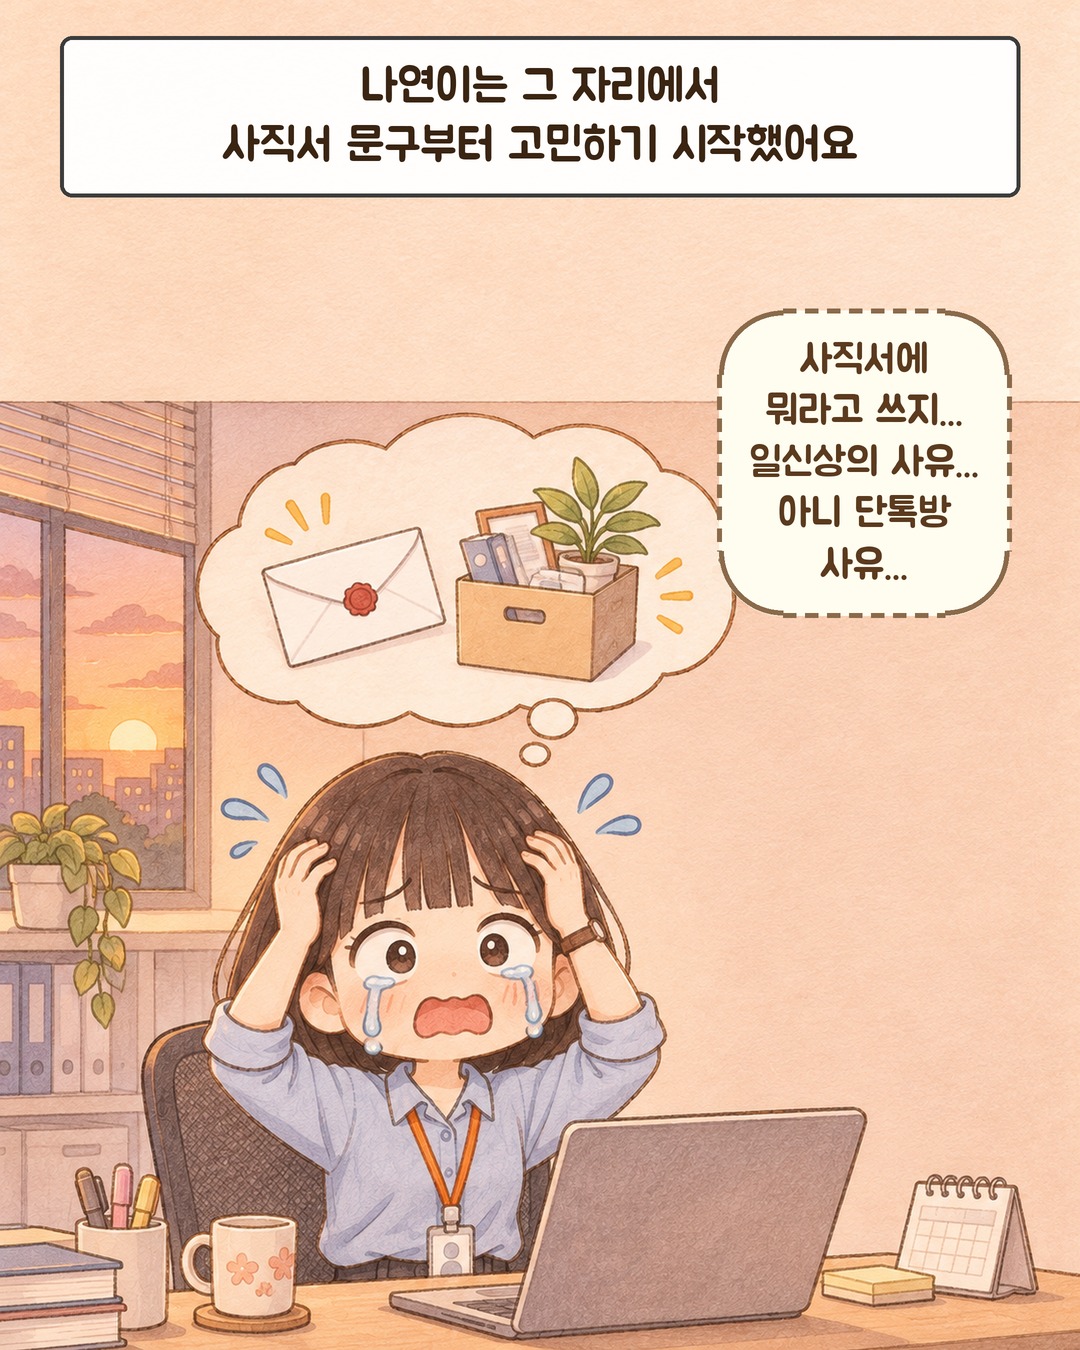 나연이는 그 자리에서
사직서 문구부터 고민하기 시작했어요
사직서에
뭐라고 쓰지...
일신상의 사유...
아니 단톡방
사유...